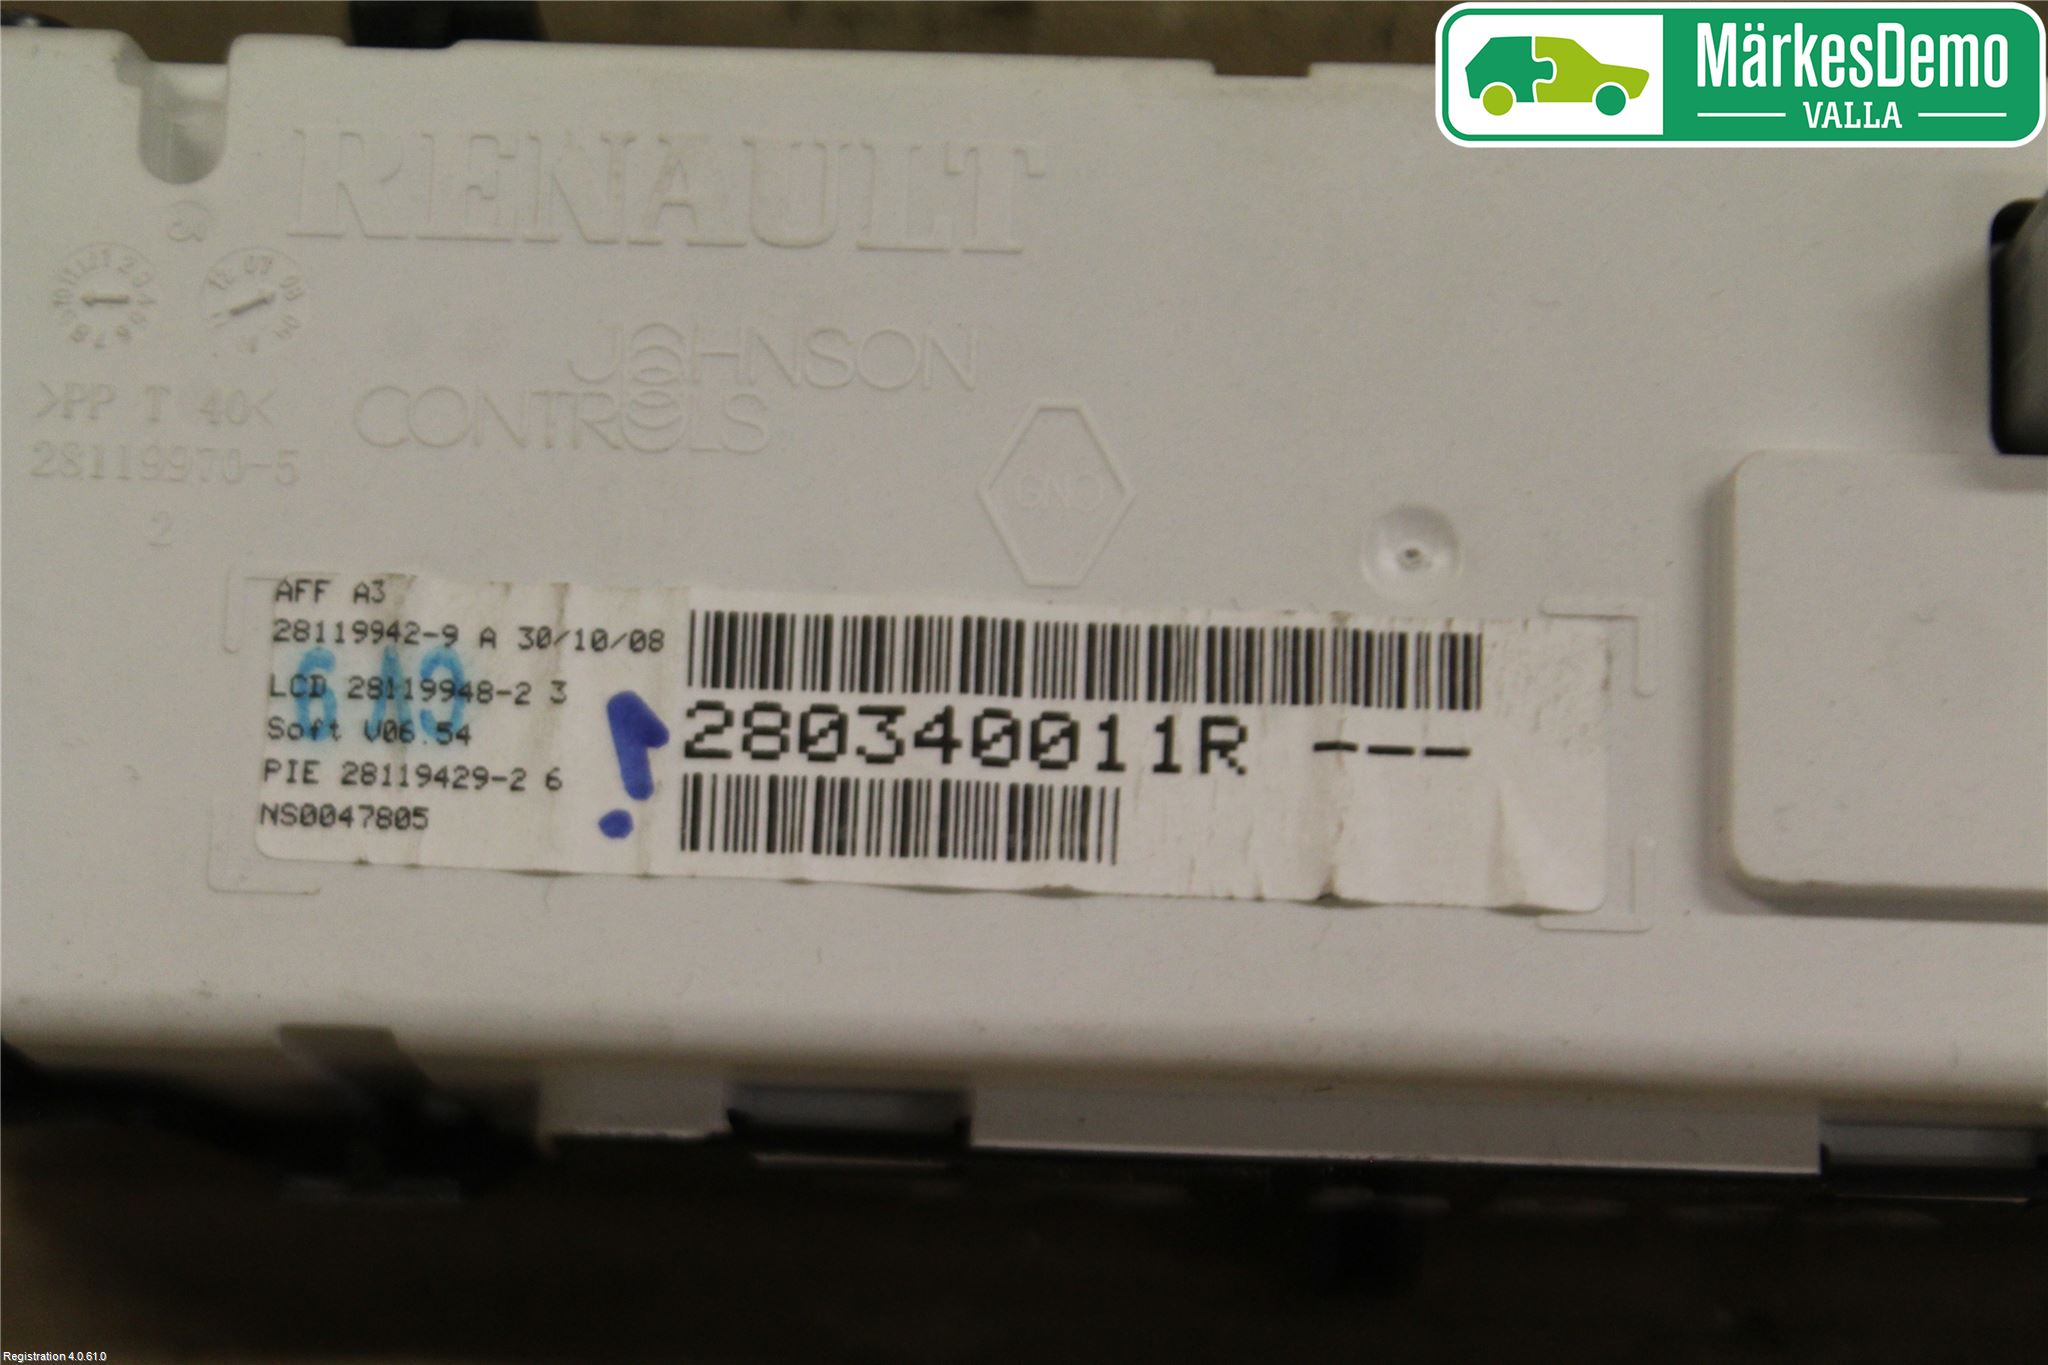 MärkesDemo
VALLA
RENAULT
JOHNSON
CONTROLS
>PP T 40<
28119970-5
2
AFF A3
28119942-9 A 30/10/08
LCD 28119948-2 3
Soft V06.54
PIE 28119429-2 6
NS0047805
280340011R ---
Registration 4.0.61.0